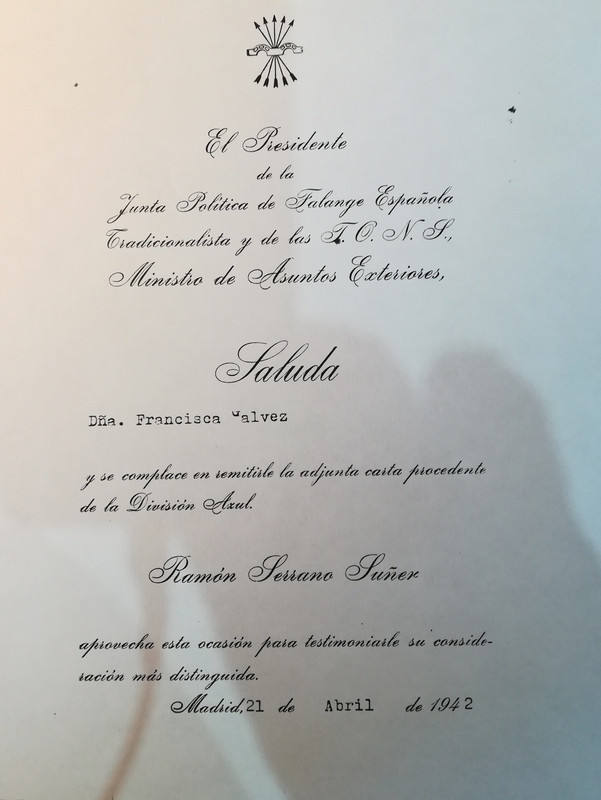 El Presidente
de la
Junta Política de Falange Española
Tradicionalista y de las J. O. N. S.,
Ministro de Asuntos Exteriores,
Saluda
Dña. Francisca Galvez
y se complace en remitirle la adjunta carta procedente
de la División Azul.
Ramón Serrano Suñer
aprovecha esta ocasión para testimoniarle su conside-
ración más distinguida.
Madrid, 21 de Abril de 1942